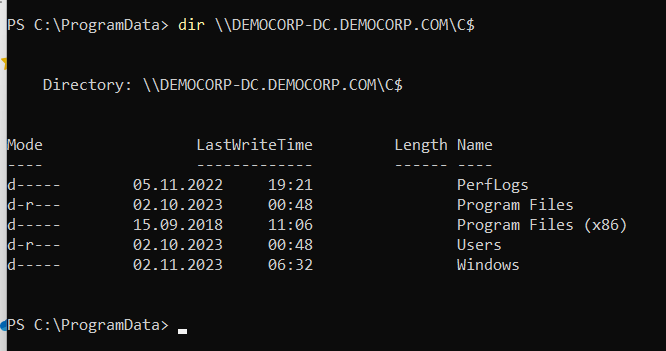 PS C:\ProgramData> dir \\DEMOCORP-DC.DEMOCORP.COM\C$
Directory: \\DEMOCORP-DC.DEMOCORP.COM\C$
Mode                LastWriteTime         Length Name
----                -------------         ------ ----
d-----       05.11.2022     19:21                PerfLogs
d-r---       02.10.2023     00:48                Program Files
d-----       15.09.2018     11:06                Program Files (x86)
d-r---       02.10.2023     00:48                Users
d-----       02.11.2023     06:32                Windows
PS C:\ProgramData>